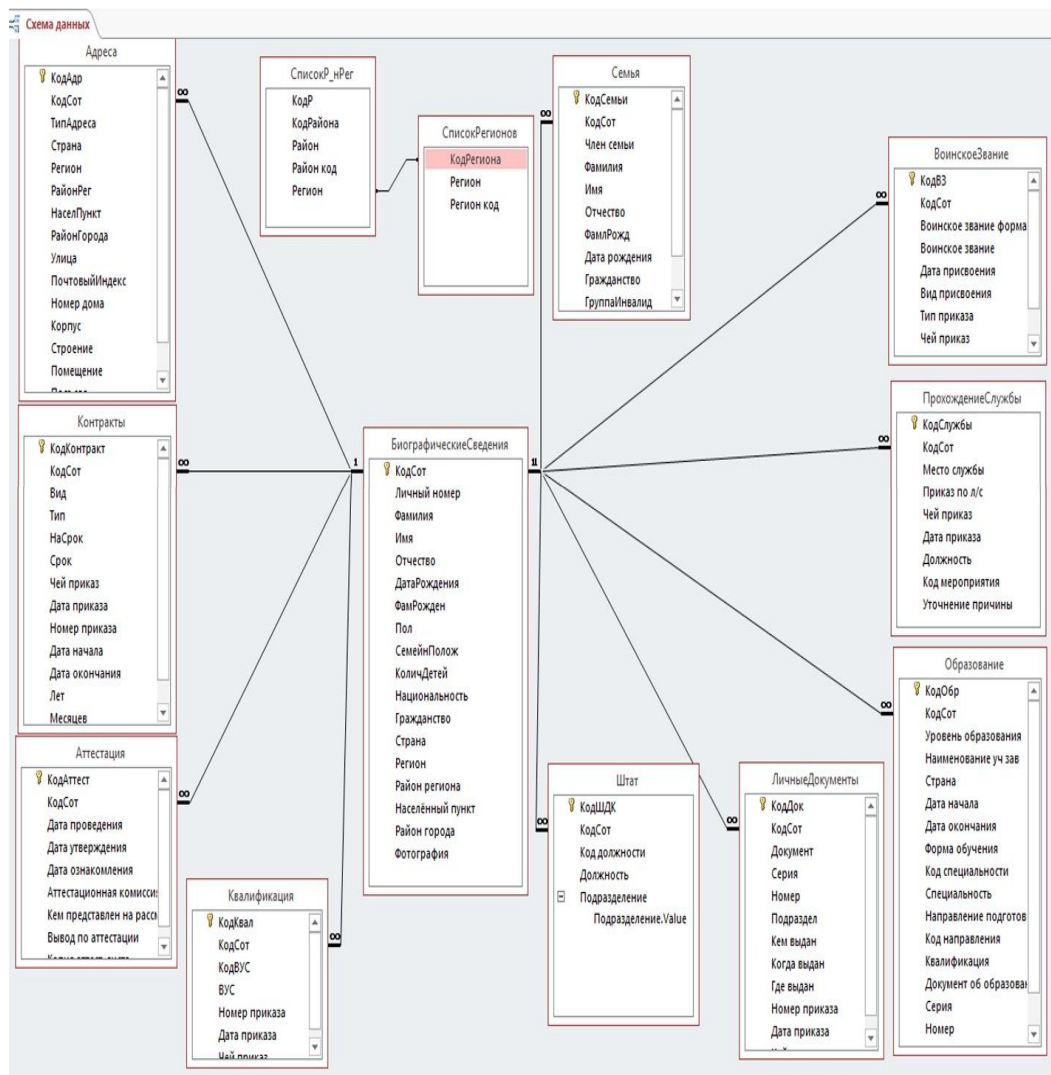 Схема данных
Адреса
КодАдр
КодСот
ТипАдреса
Страна
Регион
РайонРег
НаселПункт
РайонГорода
Улица
ПочтовыйИндекс
Номер дома
Корпус
Строение
Помещение
СписокР_нРег
КодР
КодРайона
Район
Район код
Регион
СписокРегионов
КодРегиона
Регион
Регион код
Семья
КодСемьи
КодСот
Член семьи
Фамилия
Имя
Отчество
ФамлРожд
Дата рождения
Гражданство
ГруппаИнвалид
ВоинскоеЗвание
КодВЗ
КодСот
Воинское звание форма
Воинское звание
Дата присвоения
Вид присвоения
Тип приказа
Чей приказ
Контракты
КодКонтракт
КодСот
Вид
Тип
НаСрок
Срок
Чей приказ
Дата приказа
Номер приказа
Дата начала
Дата окончания
Лет
Месяцев
БиографическиеСведения
КодСот
Личный номер
Фамилия
Имя
Отчество
ДатаРождения
ФамРожден
Пол
СемейнПолож
КоличДетей
Национальность
Гражданство
Страна
Регион
Район региона
Населённый пункт
Район города
Фотография
ПрохождениеСлужбы
КодСлужбы
КодСот
Место службы
Приказ по л/с
Чей приказ
Дата приказа
Должность
Код мероприятия
Уточнение причины
Аттестация
КодАттест
КодСот
Дата проведения
Дата утверждения
Дата ознакомления
Аттестационная комиссия
Кем представлен на рассм
Вывод по аттестации
Квалификация
КодКвал
КодСот
КодВУС
ВУС
Номер приказа
Дата приказа
Чей приказ
Штат
КодШДК
КодСот
Код должности
Должность
Подразделение
Подразделение.Value
ЛичныеДокументы
КодДок
КодСот
Документ
Серия
Номер
Подраздел
Кем выдан
Когда выдан
Где выдан
Номер приказа
Дата приказа
Образование
КодОбр
КодСот
Уровень образования
Наименование уч зав
Страна
Дата начала
Дата окончания
Форма обучения
Код специальности
Специальность
Направление подготов
Код направления
Квалификация
Документ об образован
Серия
Номер
∞
∞
∞
∞
∞
∞
∞
∞
∞
∞
1
11